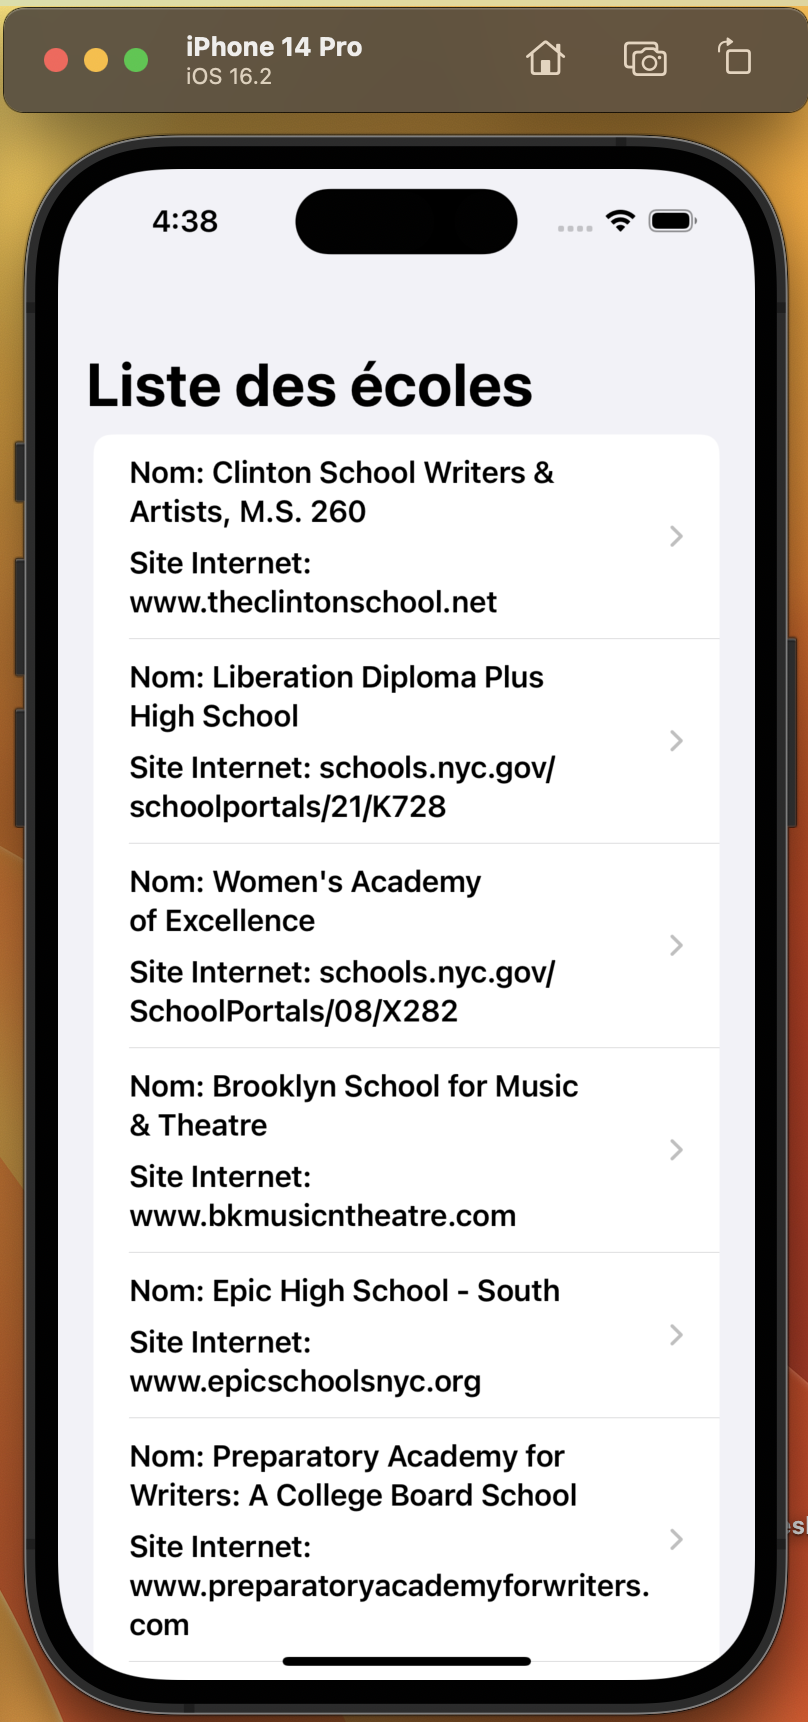 iPhone 14 Pro
iOS 16.2
4:38
Liste des écoles
Nom: Clinton School Writers &
Artists, M.S. 260
Site Internet:
www.theclintonschool.net
Nom: Liberation Diploma Plus
High School
Site Internet: schools.nyc.gov/
schoolportals/21/K728
Nom: Women's Academy
of Excellence
Site Internet: schools.nyc.gov/
SchoolPortals/08/X282
Nom: Brooklyn School for Music
& Theatre
Site Internet:
www.bkmusicntheatre.com
Nom: Epic High School - South
Site Internet:
www.epicschoolsnyc.org
Nom: Preparatory Academy for
Writers: A College Board School
Site Internet:
www.preparatoryacademyforwriters.
com